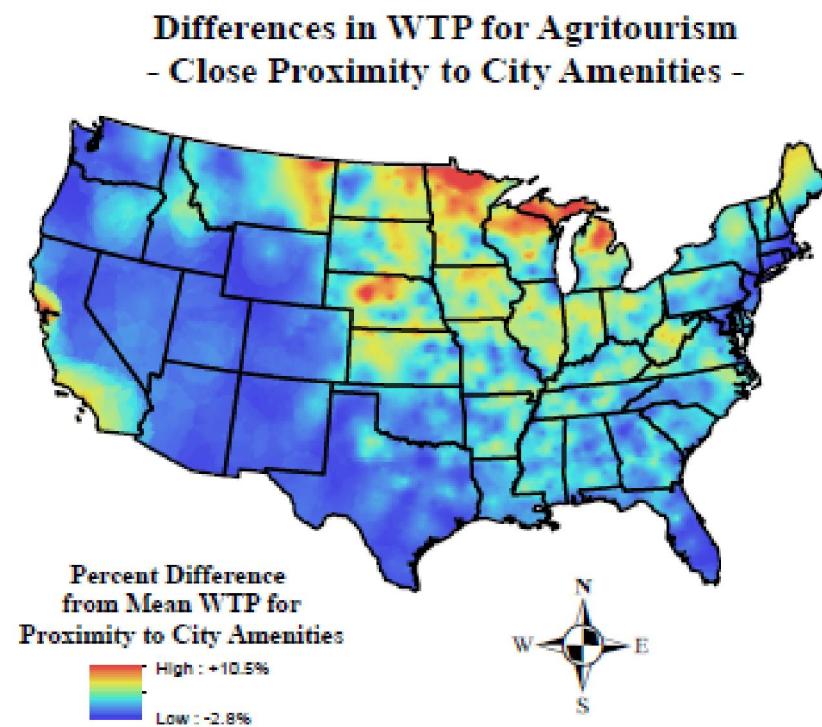 Differences in WTP for Agritourism
- Close Proximity to City Amenities -
Percent Difference
from Mean WTP for
Proximity to City Amenities
High : +10.5%
Low : -2.8%
N
W
E
S